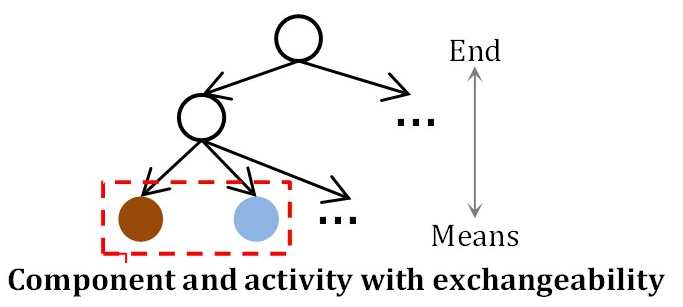 End
...
...
Means
Component and activity with exchangeability